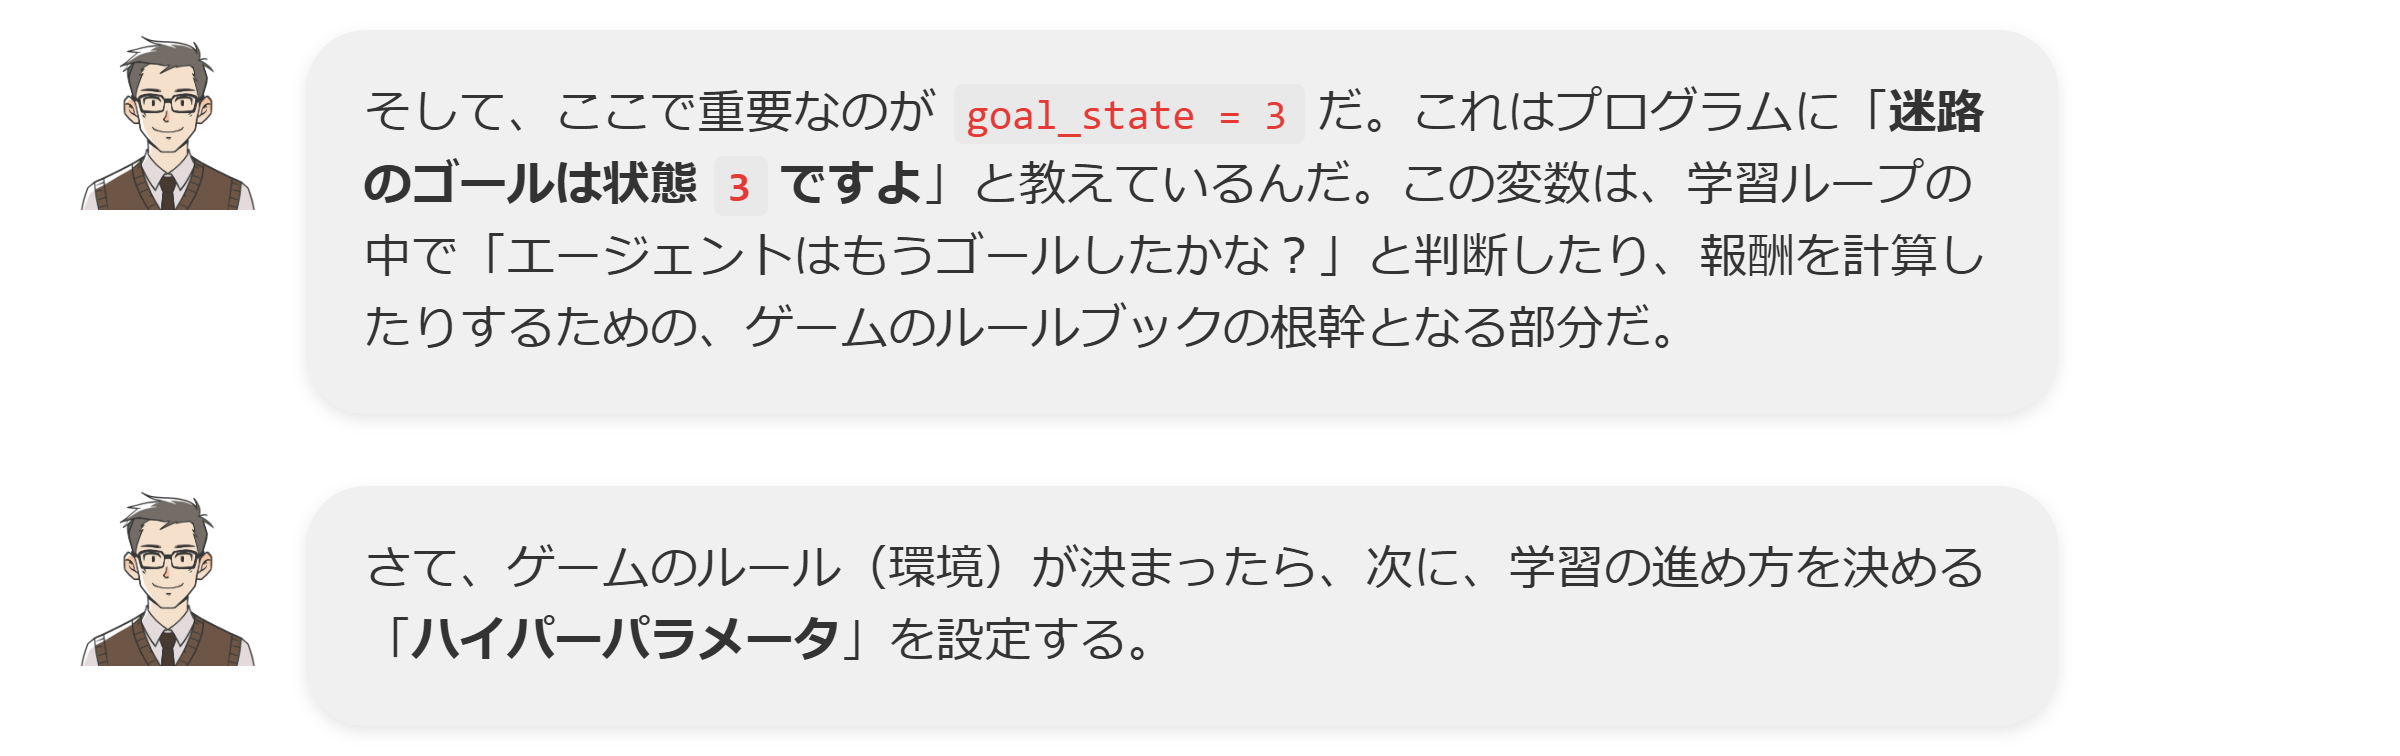 そして、ここで重要なのが goal_state = 3 だ。これはプログラムに「迷路
のゴールは状態 3 ですよ」と教えているんだ。この変数は、学習ループの
中で「エージェントはもうゴールしたかな？」と判断したり、報酬を計算し
たりするための、ゲームのルールブックの根幹となる部分だ。
さて、ゲームのルール（環境）が決まったら、次に、学習の進め方を決める
「ハイパーパラメータ」を設定する。